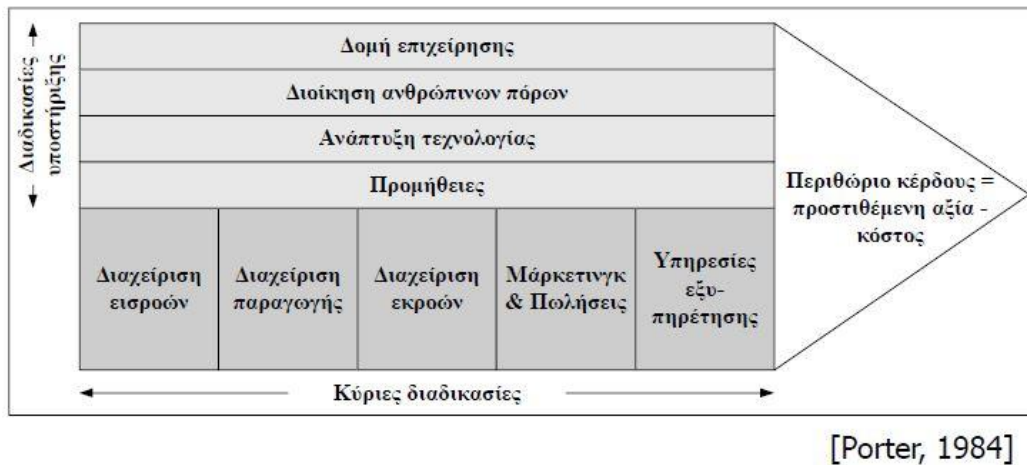 Διαδικασίες
υποστήριξης
Δομή επιχείρησης
Διοίκηση ανθρώπινων πόρων
Ανάπτυξη τεχνολογίας
Προμήθειες
Διαχείριση
εισροών
Διαχείριση
παραγωγής
Διαχείριση
εκροών
Μάρκετινγκ
& Πωλήσεις
Υπηρεσίες
εξυ-
πηρέτησης
Περιθώριο κέρδους =
προστιθέμενη αξία -
κόστος
Κύριες διαδικασίες
[Porter, 1984]